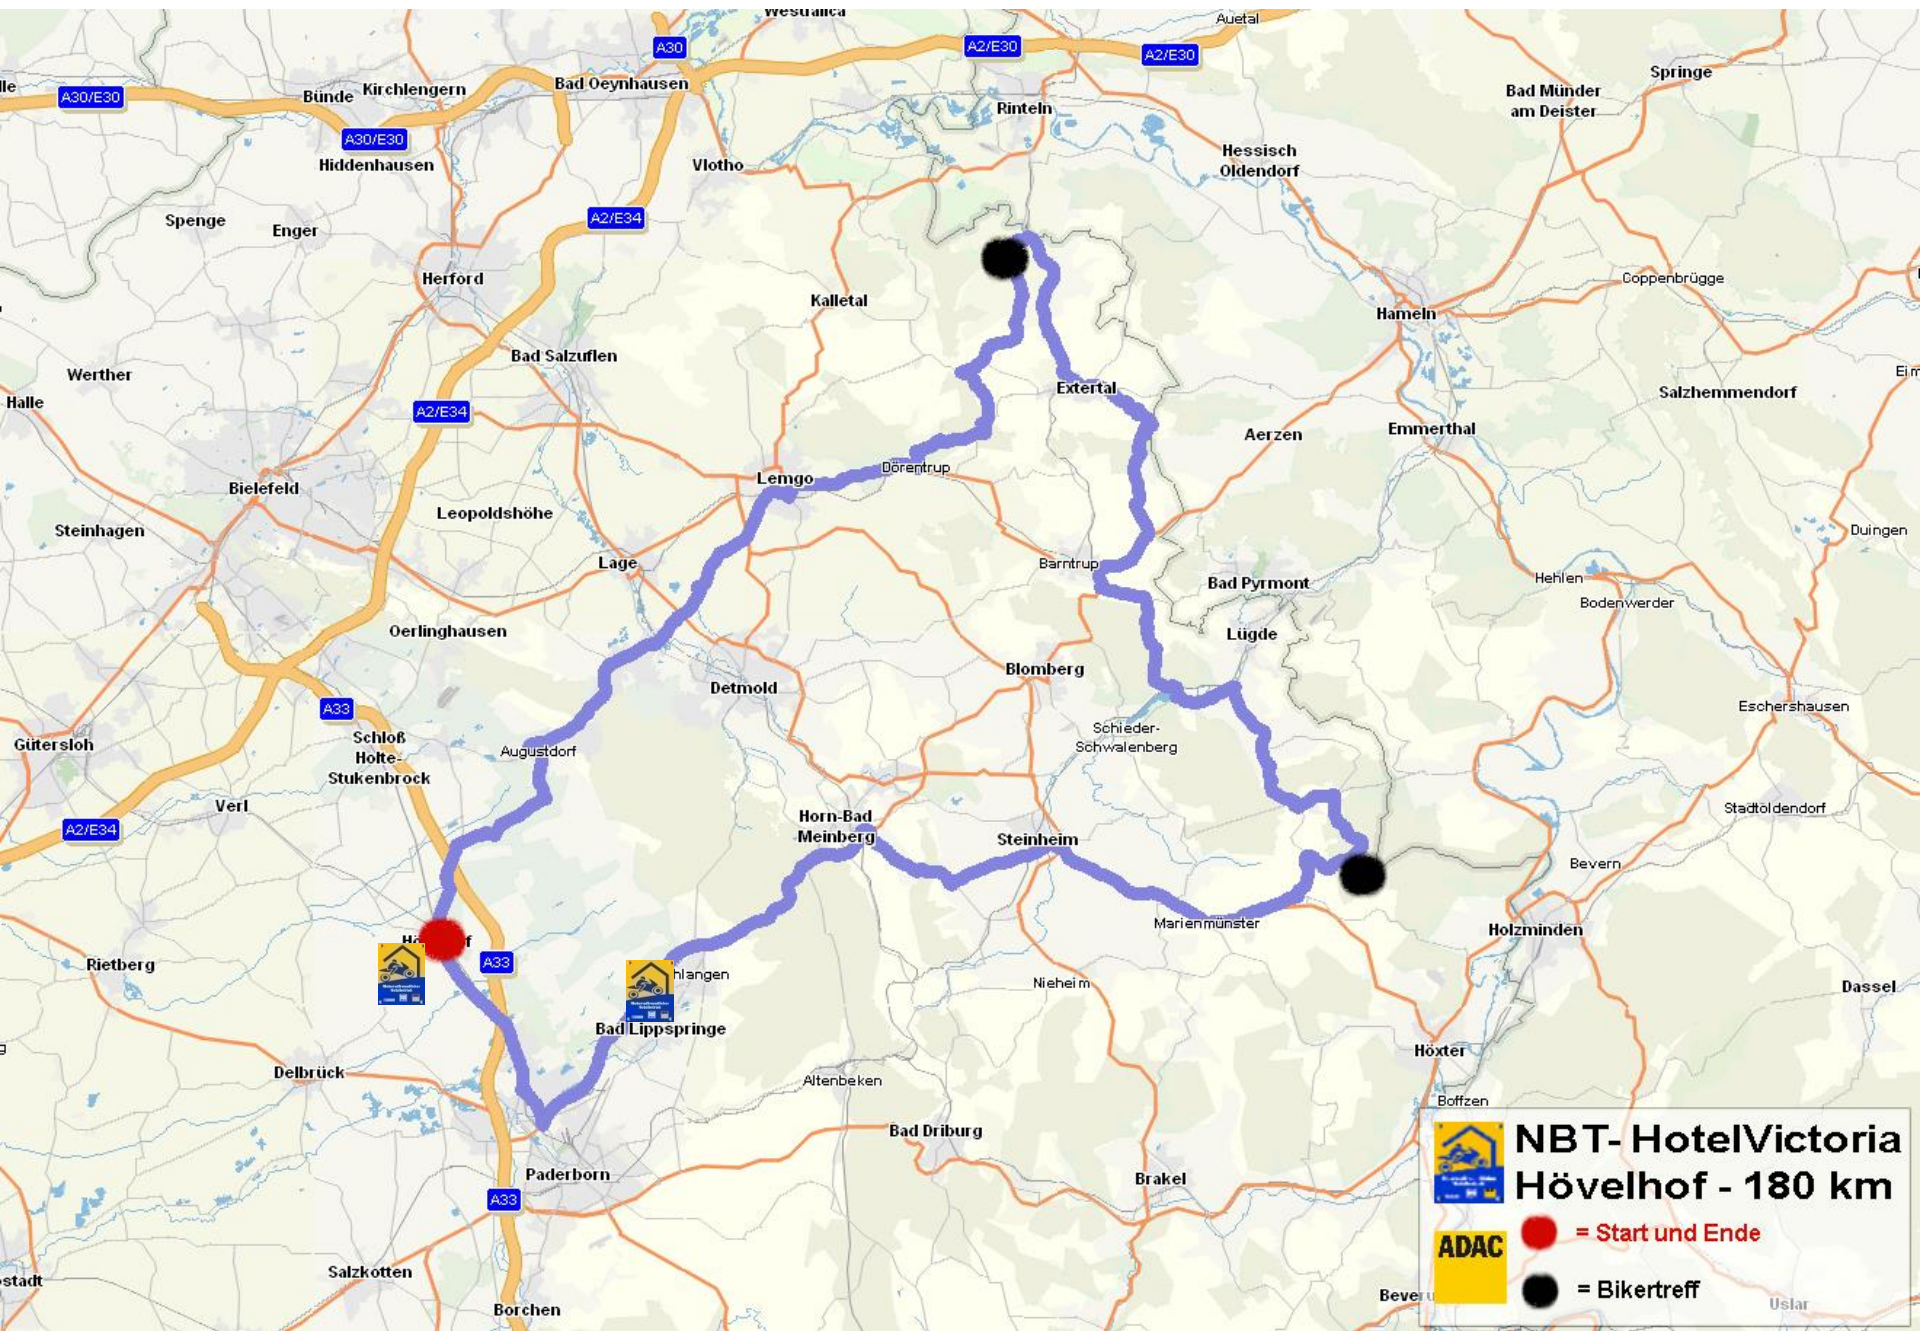 Auetal
A30
A2/E30
A2/E30
Springe
Bad Oeynhausen
Kirchlengern
Bünde
A30/E30
Bad Münder
am Deister
Rinteln
A30/E30
Hiddenhausen
Vlotho
Hessisch
Oldendorf
Spenge
Enger
A2/E34
Herford
Kalletal
Coppenbrügge
Hameln
Bad Salzuflen
Werther
Halle
Extertal
Salzhemmendorf
A2/E34
Aerzen
Emmerthal
Dörentrup
Lemgo
Bielefeld
Leopoldshöhe
Steinhagen
Duingen
Lage
Barntrup
Bad Pyrmont
Hehlen
Bodenwerder
Oerlinghausen
Lügde
Blomberg
Detmold
A33
Eschershausen
Schieder-
Schwalenberg
Schloß
Holte-
Stukenbrock
Gütersloh
Augustdorf
Verl
Stadtoldendorf
A2/E34
Horn-Bad
Meinberg
Steinheim
Bevern
Marienmünster
Holzminden
A33
Rietberg
Nieheim
Dassel
Bad Lippspringe
Höxter
Delbrück
Altenbeken
Boffzen
Bad Driburg
Paderborn
Brakel
A33
Salzkotten
Borchen
Uslar
NBT- HotelVictoria
Hövelhof - 180 km
= Start und Ende
ADAC
= Bikertreff